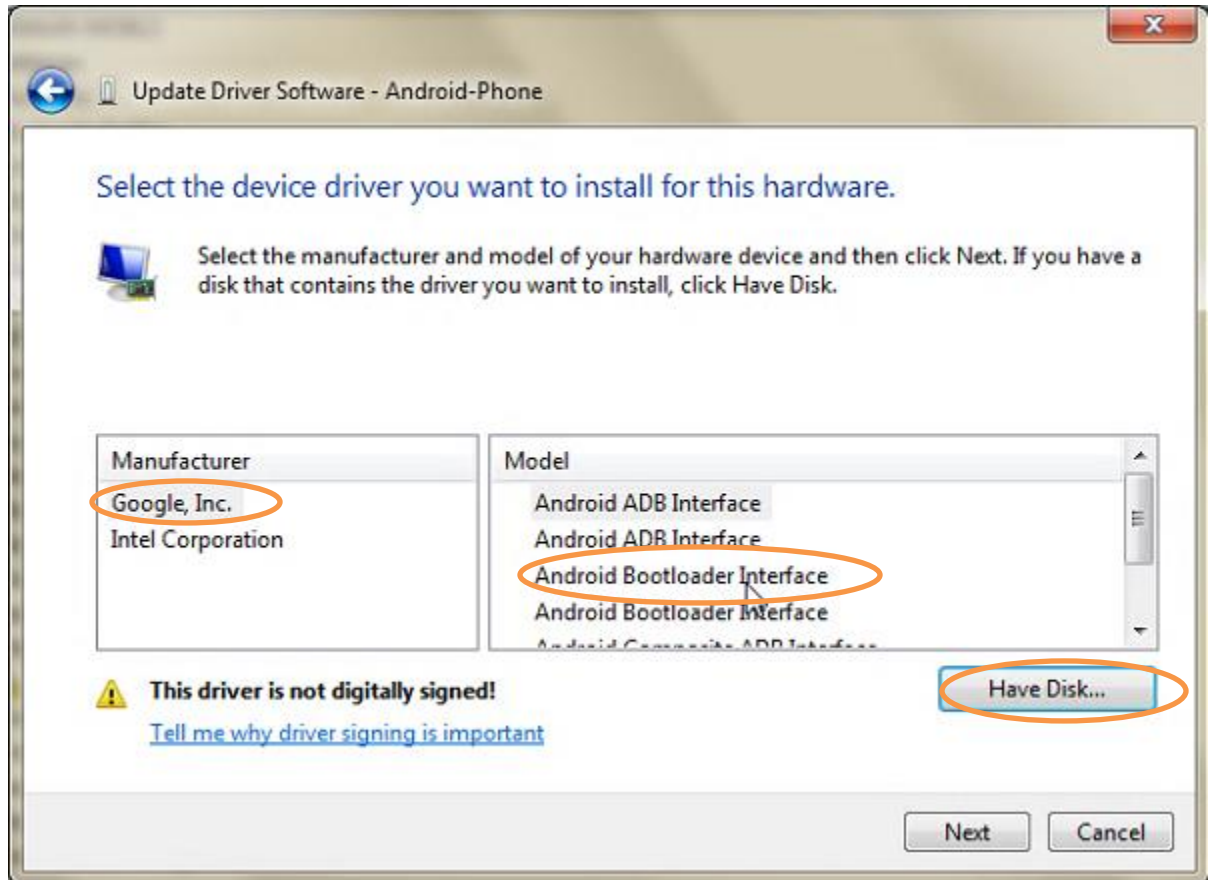 Update Driver Software - Android-Phone
Select the device driver you want to install for this hardware.
Select the manufacturer and model of your hardware device and then click Next. If you have a
disk that contains the driver you want to install, click Have Disk.
Manufacturer
Google, Inc.
Intel Corporation
Model
Android ADB Interface
Android ADB Interface
Android Bootloader Interface
Android Bootloader Interface
Android Composite ADB Interface
This driver is not digitally signed!
Have Disk...
Tell me why driver signing is important
Next
Cancel